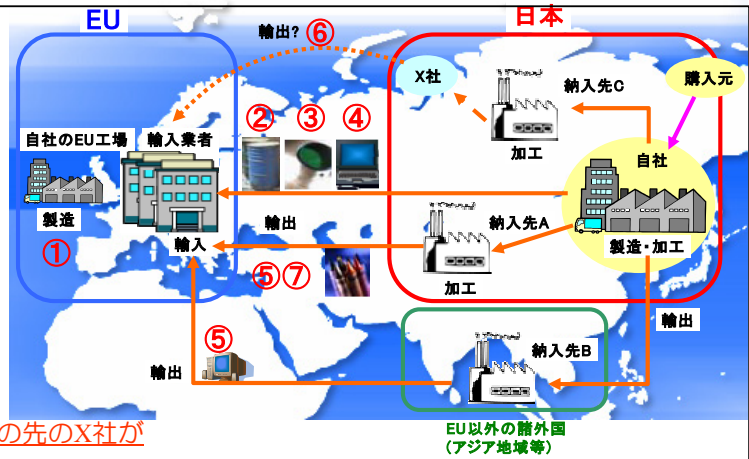 EU
日本
輸出? ⑥
X社
納入先C
購入元
② ③ ④
自社のEU工場
輸入業者
加工
自社
製造
輸出
納入先A
製造・加工
①
輸入
⑤⑦
加工
輸出
⑤
納入先B
輸出
の先のX社が
EU以外の諸外国
(アジア地域等)